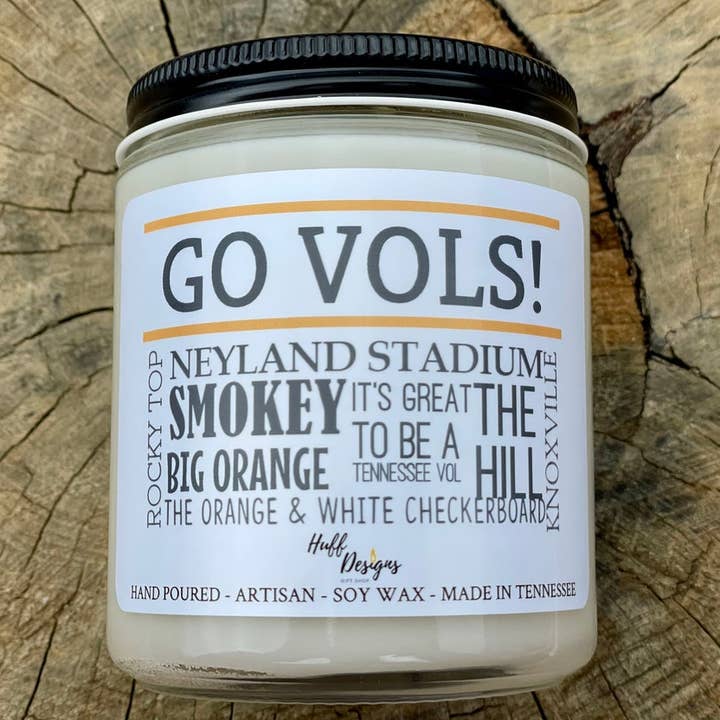 GO VOLS!
ROCKY TOP
NEYLAND STADIUM
SMOKEY
BIG ORANGE
IT'S GREAT
TO BE A
TENNESSEE VOL
THE
HILL
KNOXVILLE
THE ORANGE & WHITE CHECKERBOARD
Huff
Designs
GIFT SHOP
HAND POURED - ARTISAN - SOY WAX - MADE IN TENNESSEE